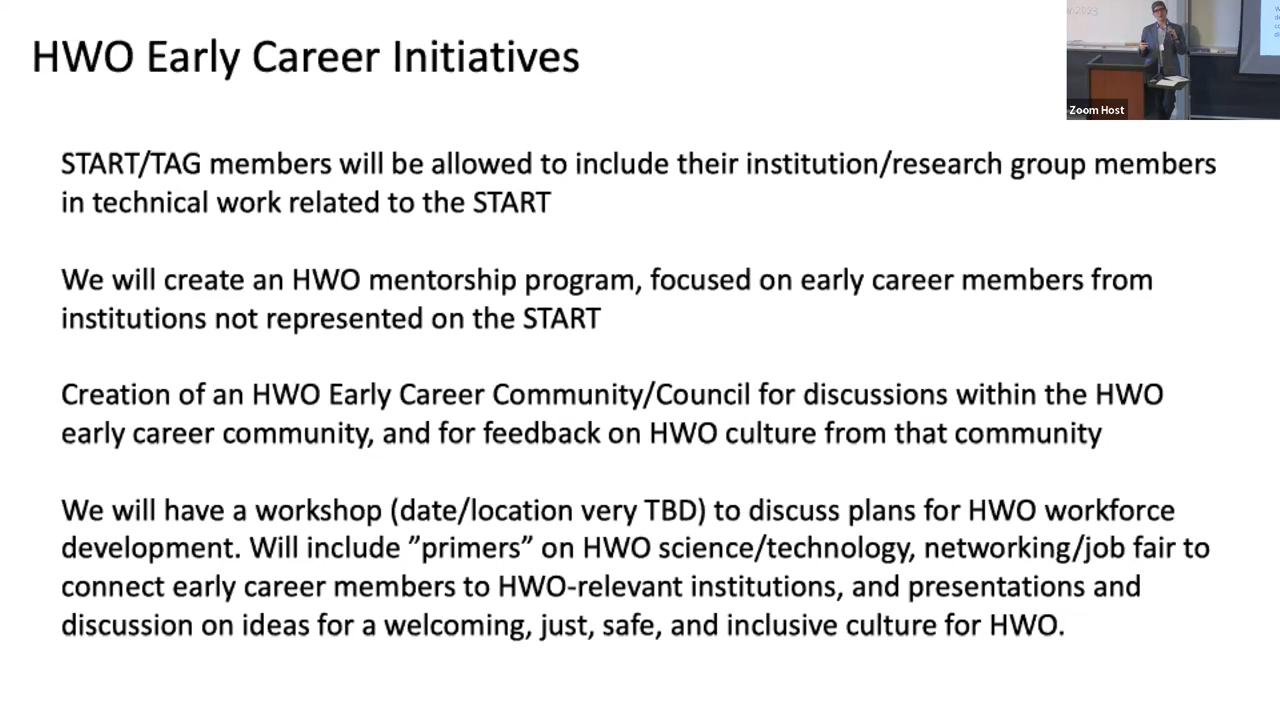 HWO Early Career Initiatives
2023
Zoom Host
START/TAG members will be allowed to include their institution/research group members
in technical work related to the START
We will create an HWO mentorship program, focused on early career members from
institutions not represented on the START
Creation of an HWO Early Career Community/Council for discussions within the HWO
early career community, and for feedback on HWO culture from that community
We will have a workshop (date/location very TBD) to discuss plans for HWO workforce
development. Will include ”primers” on HWO science/technology, networking/job fair to
connect early career members to HWO-relevant institutions, and presentations and
discussion on ideas for a welcoming, just, safe, and inclusive culture for HWO.